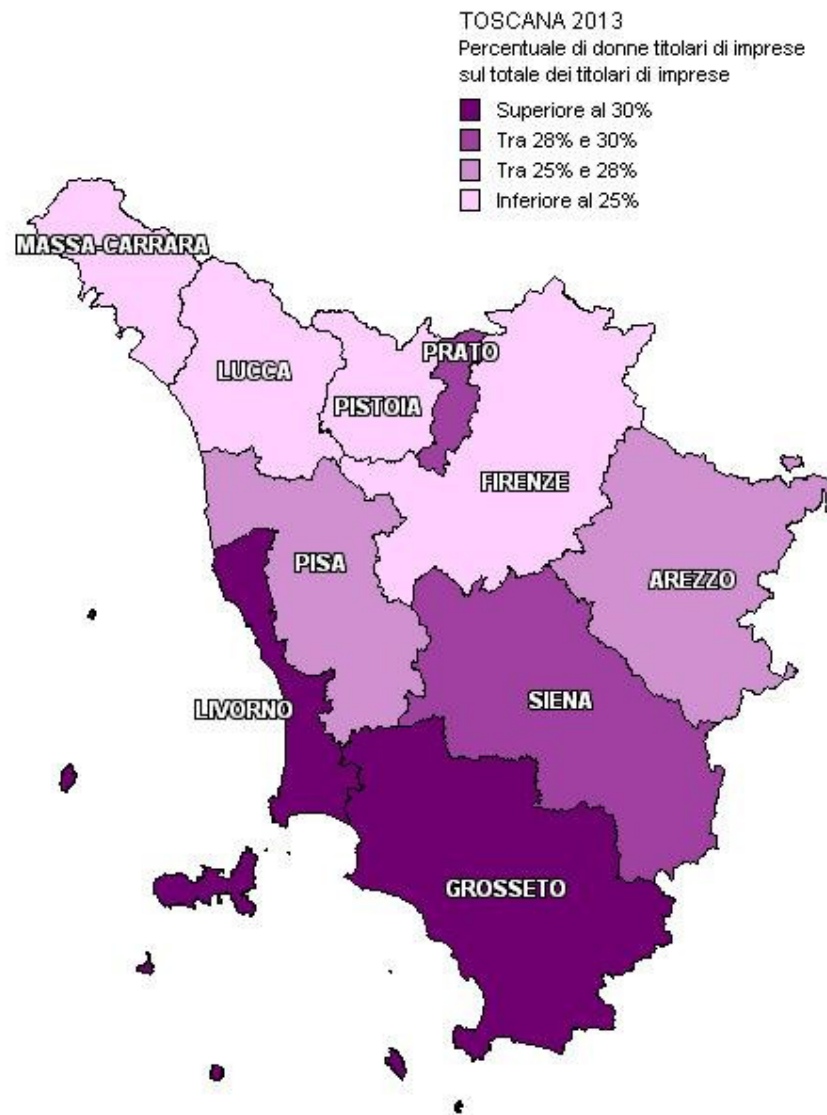 TOSCANA 2013
Percentuale di donne titolari di imprese
sul totale dei titolari di imprese
Superiore al 30%
Tra 28% e 30%
Tra 25% e 28%
Inferiore al 25%
MASSA-CARRARA
LUCCA
PISTOIA
PRATO
FIRENZE
PISA
AREZZO
LIVORNO
SIENA
GROSSETO